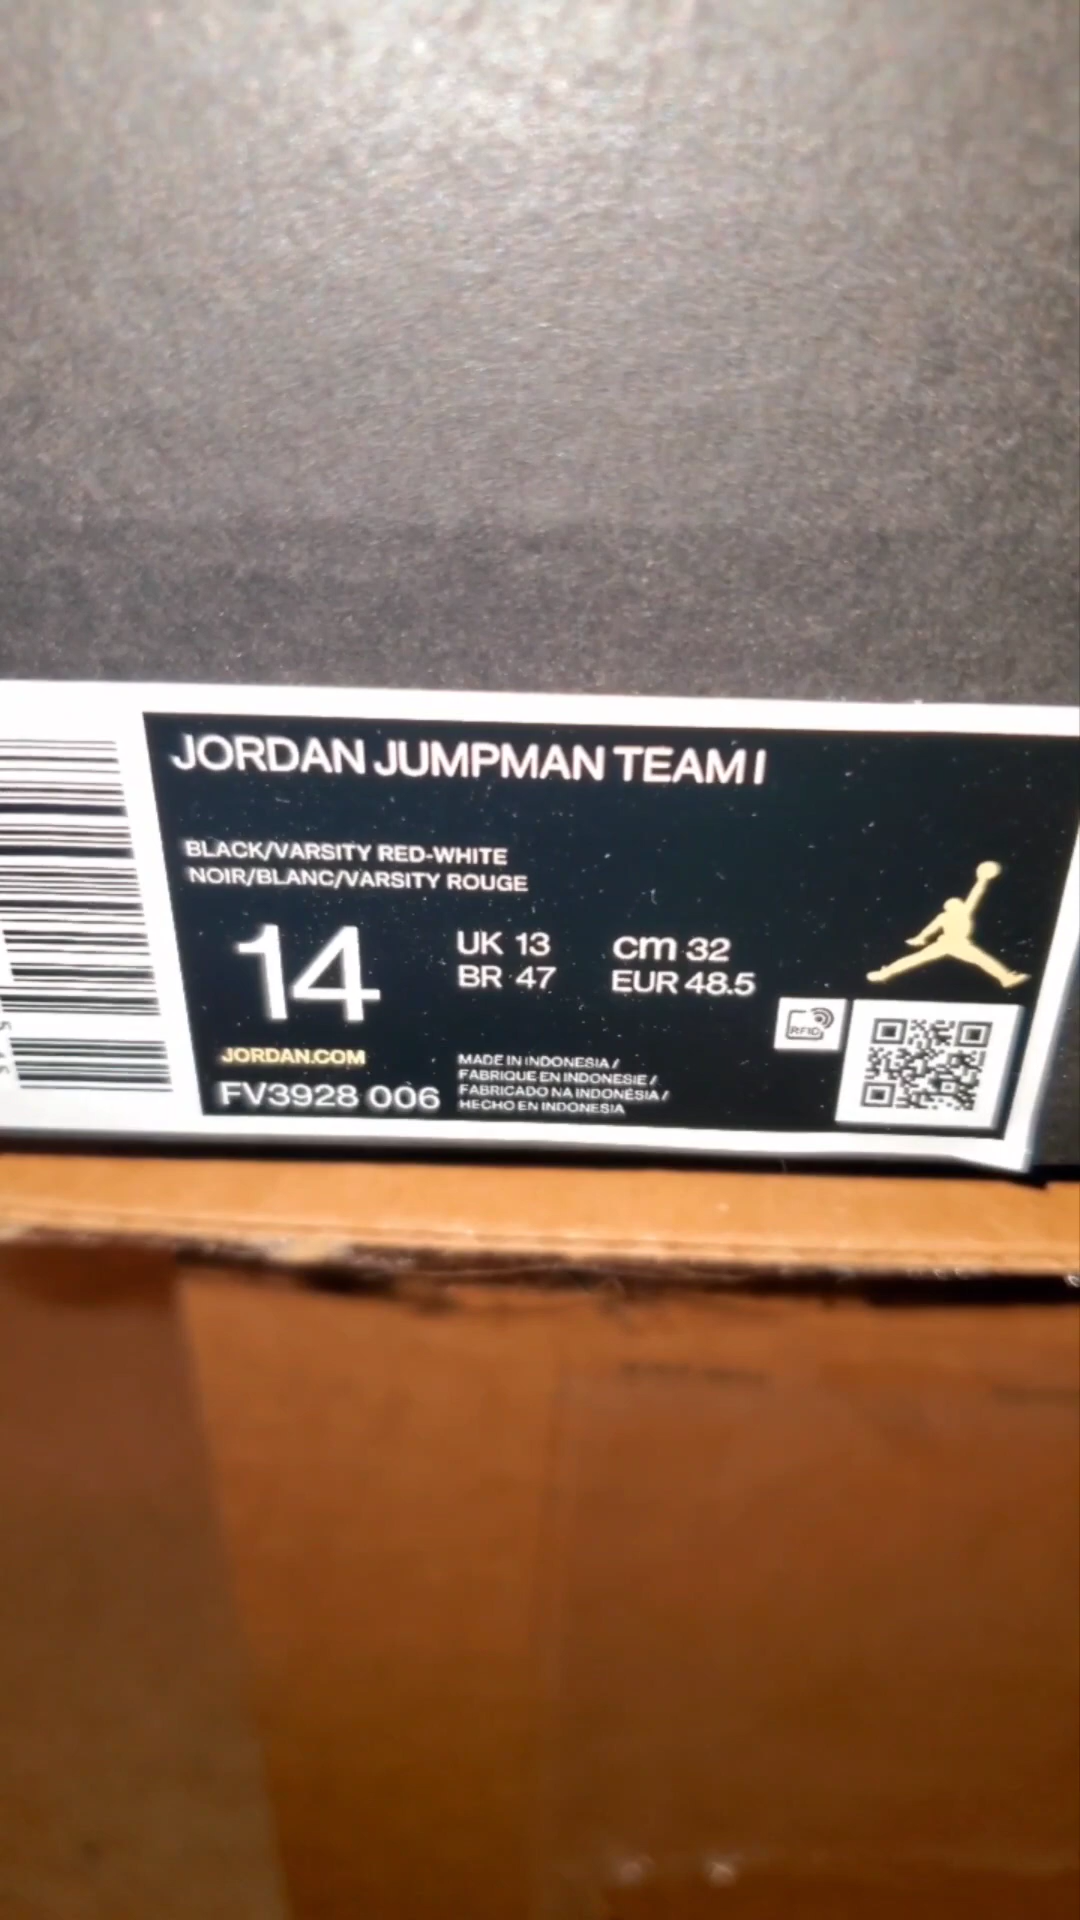 JORDAN JUMPMAN TEAM I
BLACK/VARSITY RED-WHITE
NOIR/BLANC/VARSITY ROUGE
14
UK 13
cm 32
BR 47
EUR 48.5
RFID
JORDAN.COM
FV3928 006
MADE IN INDONESIA /
FABRIQUE EN INDONESIE /
FABRICADO NA INDONÉSIA /
HECHO EN INDONESIA